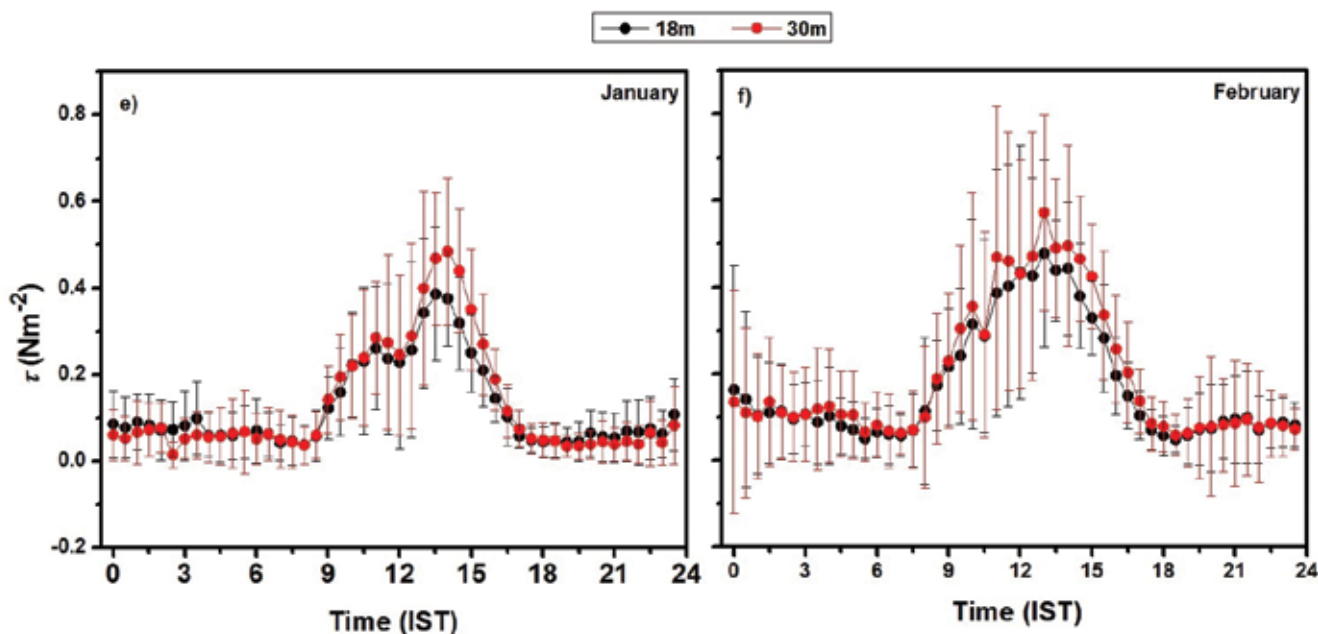 18m 30m
e) January
f) February
0.8
0.6
0.4
0.2
0.0
-0.2
τ (Nm⁻²)
0 3 6 9 12 15 18 21 24
0 3 6 9 12 15 18 21 24
Time (IST)
Time (IST)